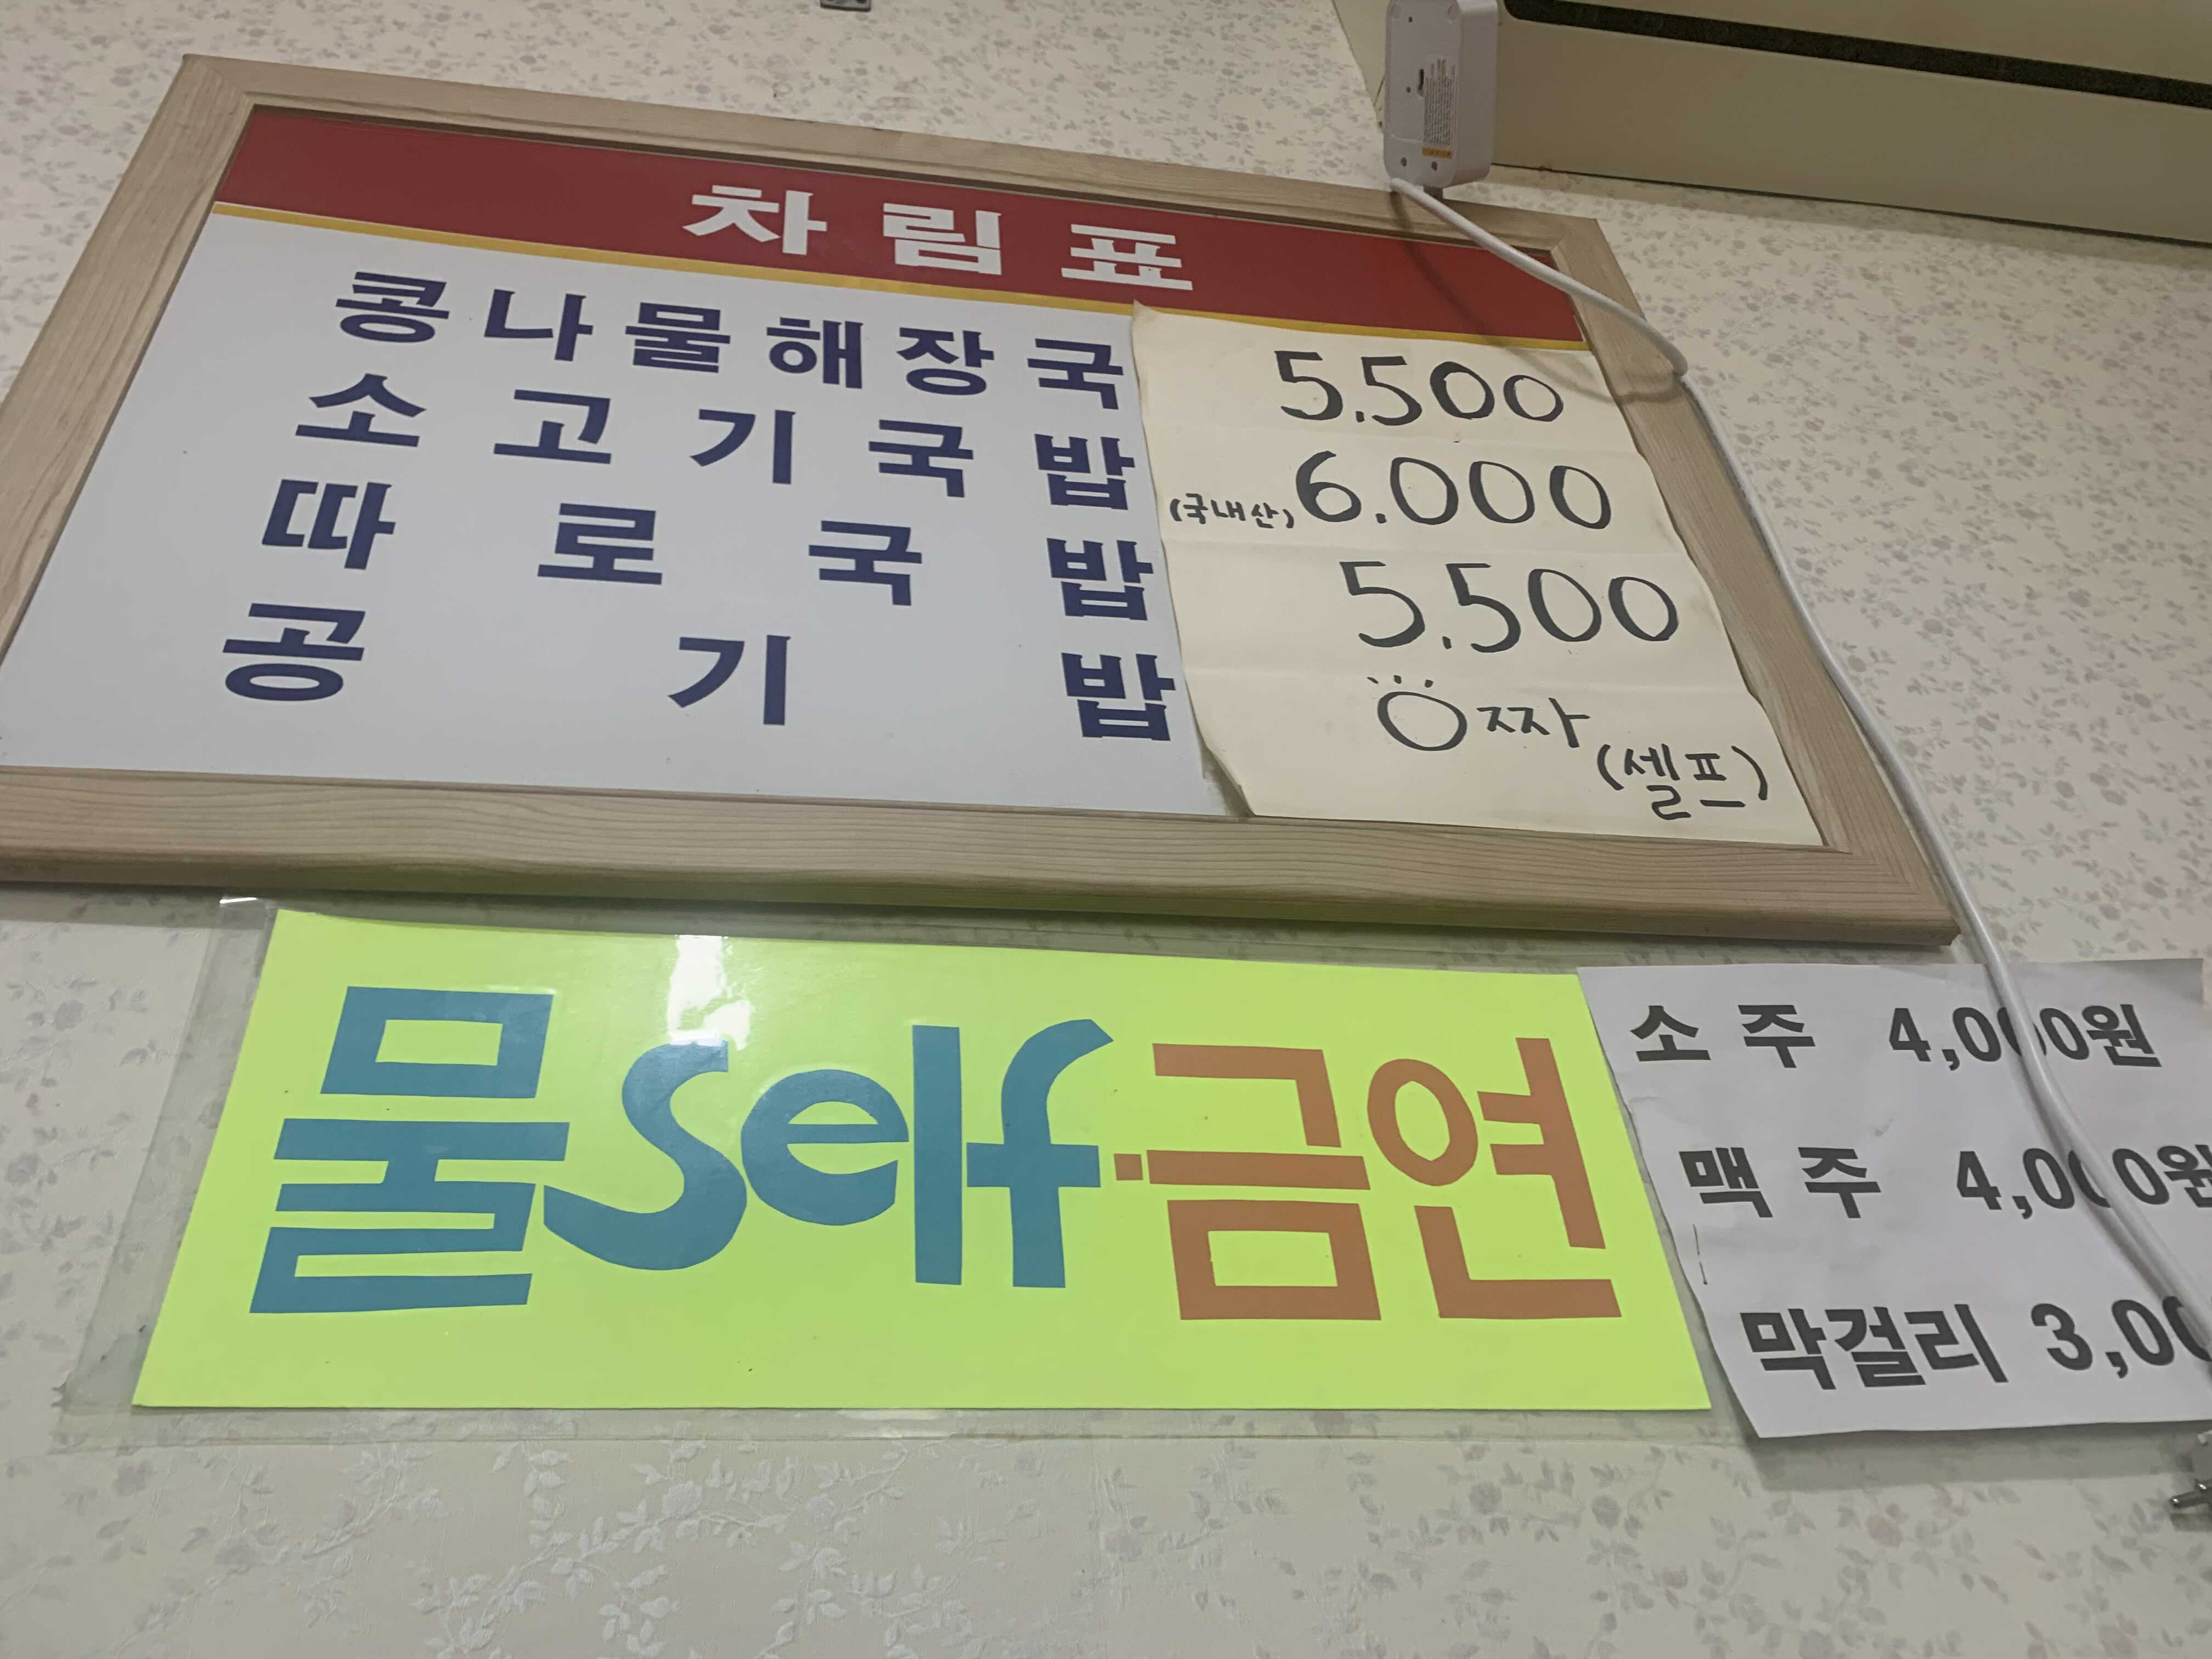 차림표
콩나물해장국 5.500
소고기국밥 (국내산) 6.000
따로국밥 5.500
공기밥 0짜 (셀프)
물self.금연
소주 4,000원
맥주 4,000원
막걸리 3,00